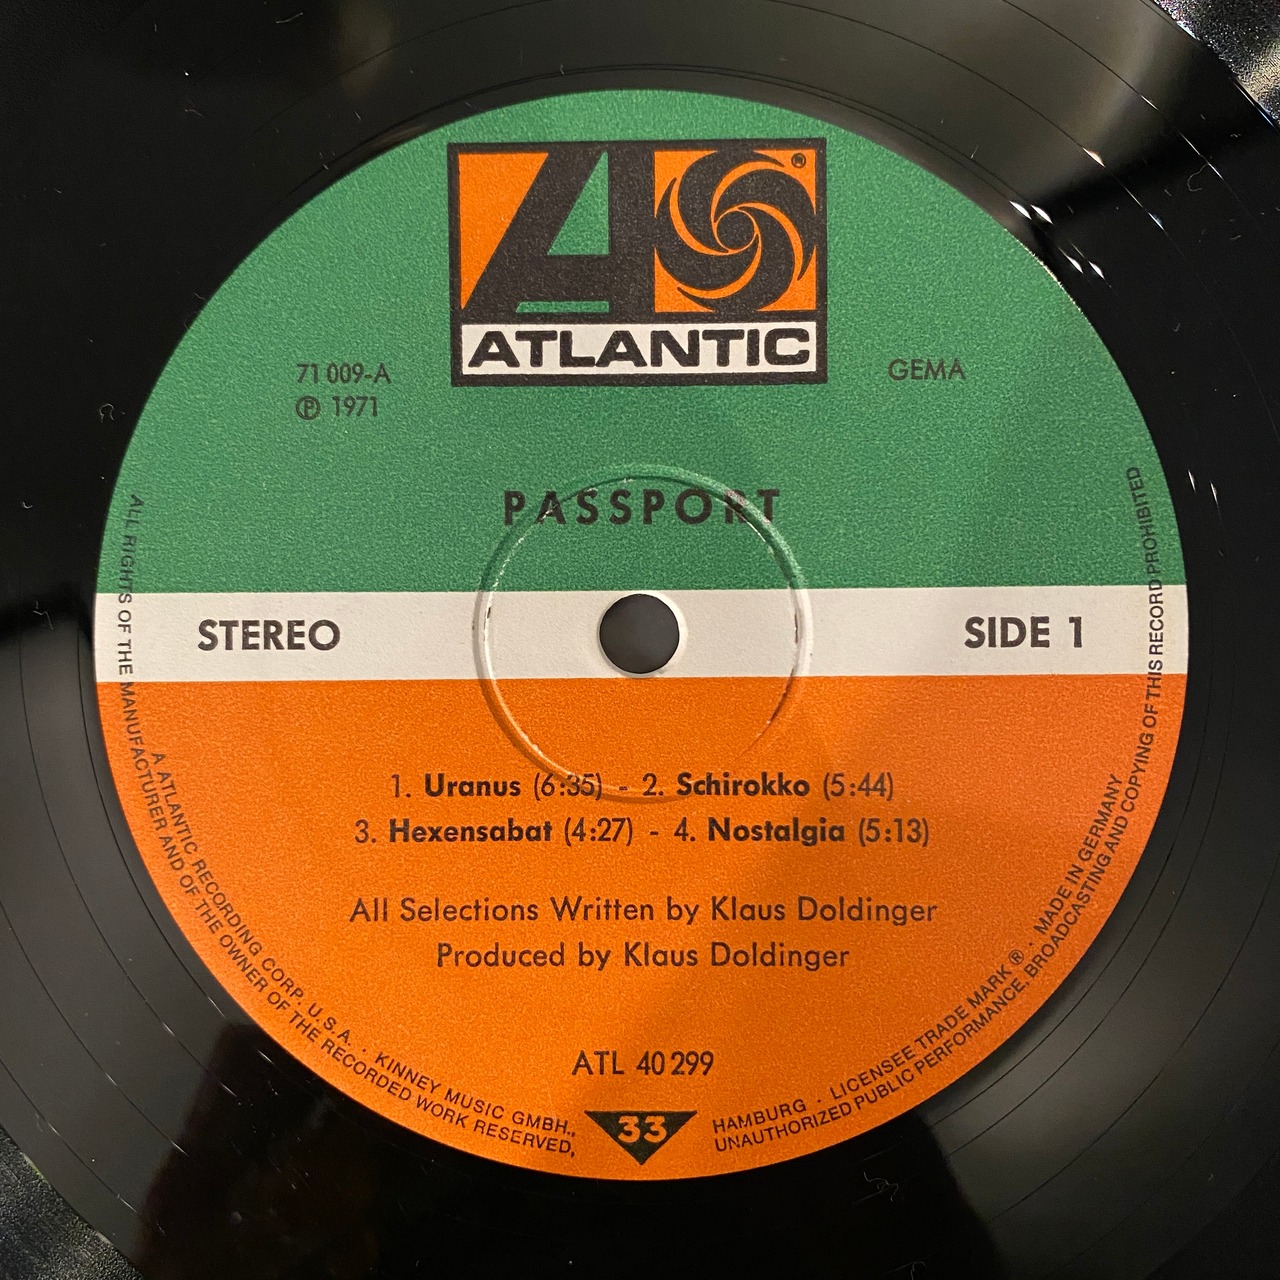 ®
ATLANTIC
71 009-A
GEMA
℗ 1971
PASSPORT
STEREO
SIDE 1
1. Uranus (6:35) - 2. Schirokko (5:44)
3. Hexensabat (4:27) - 4. Nostalgia (5:13)
All Selections Written by Klaus Doldinger
Produced by Klaus Doldinger
ATL 40 299
33
A ATLANTIC RECORDING CORP. U.S.A. · KINNEY MUSIC GMBH., HAMBURG · LICENSEE TRADE MARK ® · MADE IN GERMANY
ALL RIGHTS OF THE MANUFACTURER AND OF THE OWNER OF THE RECORDED WORK RESERVED, UNAUTHORIZED PUBLIC PERFORMANCE, BROADCASTING AND COPYING OF THIS RECORD PROHIBITED